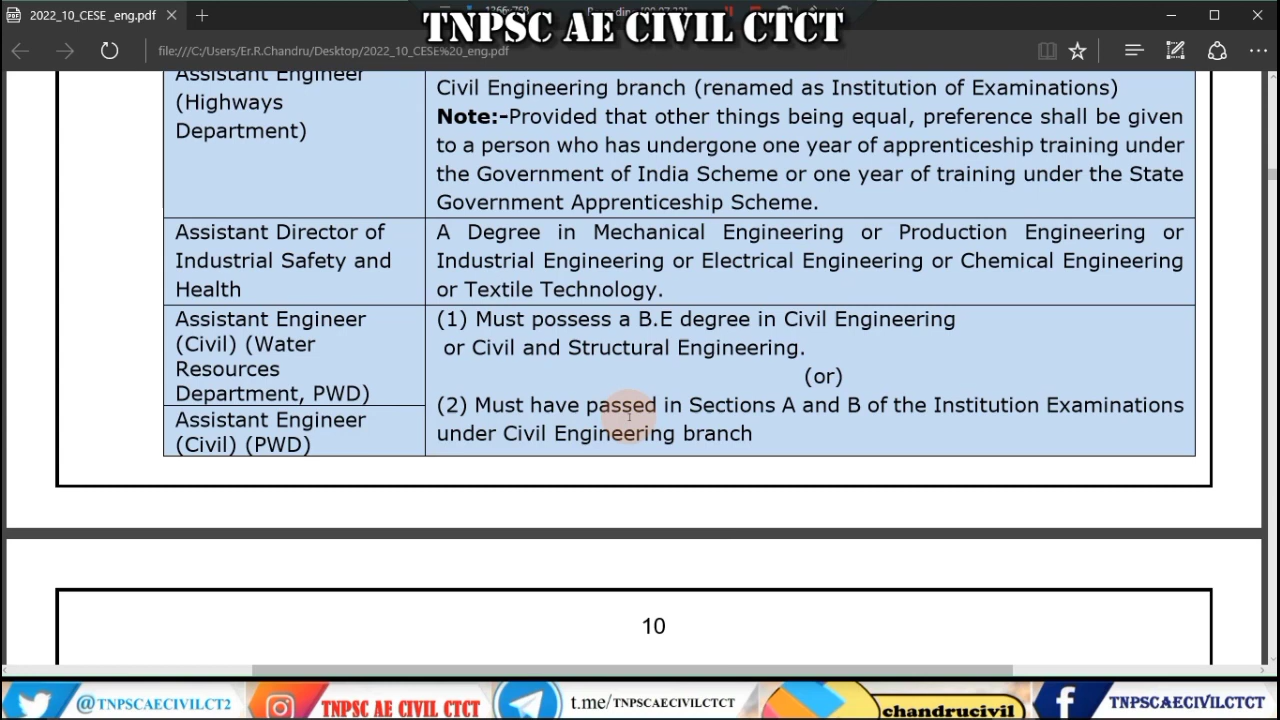 2022_10_CESE _eng.pdf
TNPSC AE CIVIL CTCT
file:///C:/Users/Er.R.Chandru/Desktop/2022_10_CESE%20_eng.pdf
Assistant Engineer
(Highways
Department)
Civil Engineering branch (renamed as Institution of Examinations)
Note:-Provided that other things being equal, preference shall be given
to a person who has undergone one year of apprenticeship training under
the Government of India Scheme or one year of training under the State
Government Apprenticeship Scheme.
Assistant Director of
Industrial Safety and
Health
A Degree in Mechanical Engineering or Production Engineering or
Industrial Engineering or Electrical Engineering or Chemical Engineering
or Textile Technology.
Assistant Engineer
(Civil) (Water
Resources
Department, PWD)
Assistant Engineer
(Civil) (PWD)
(1) Must possess a B.E degree in Civil Engineering
or Civil and Structural Engineering.
(or)
(2) Must have passed in Sections A and B of the Institution Examinations
under Civil Engineering branch
10
@TNPSCAECIVILCT2
TNPSC AE CIVIL CTCT
t.me/TNPSCAECIVILCTCT
chandrucivil
TNPSCAECIVILCTCT